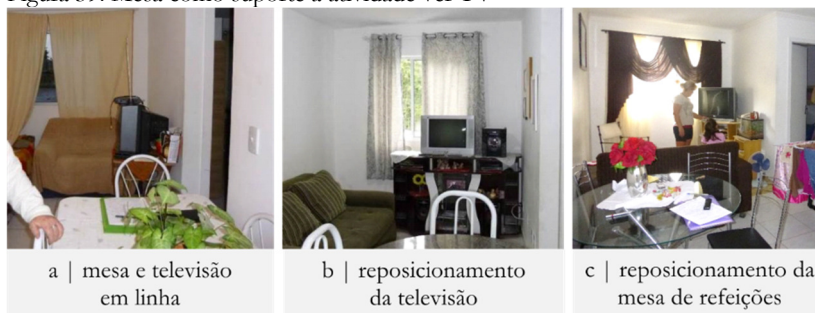 Figura 59. Mesa como suporte à atividade ver TV
a | mesa e televisão
em linha
b | reposicionamento
da televisão
c | reposicionamento da
mesa de refeições